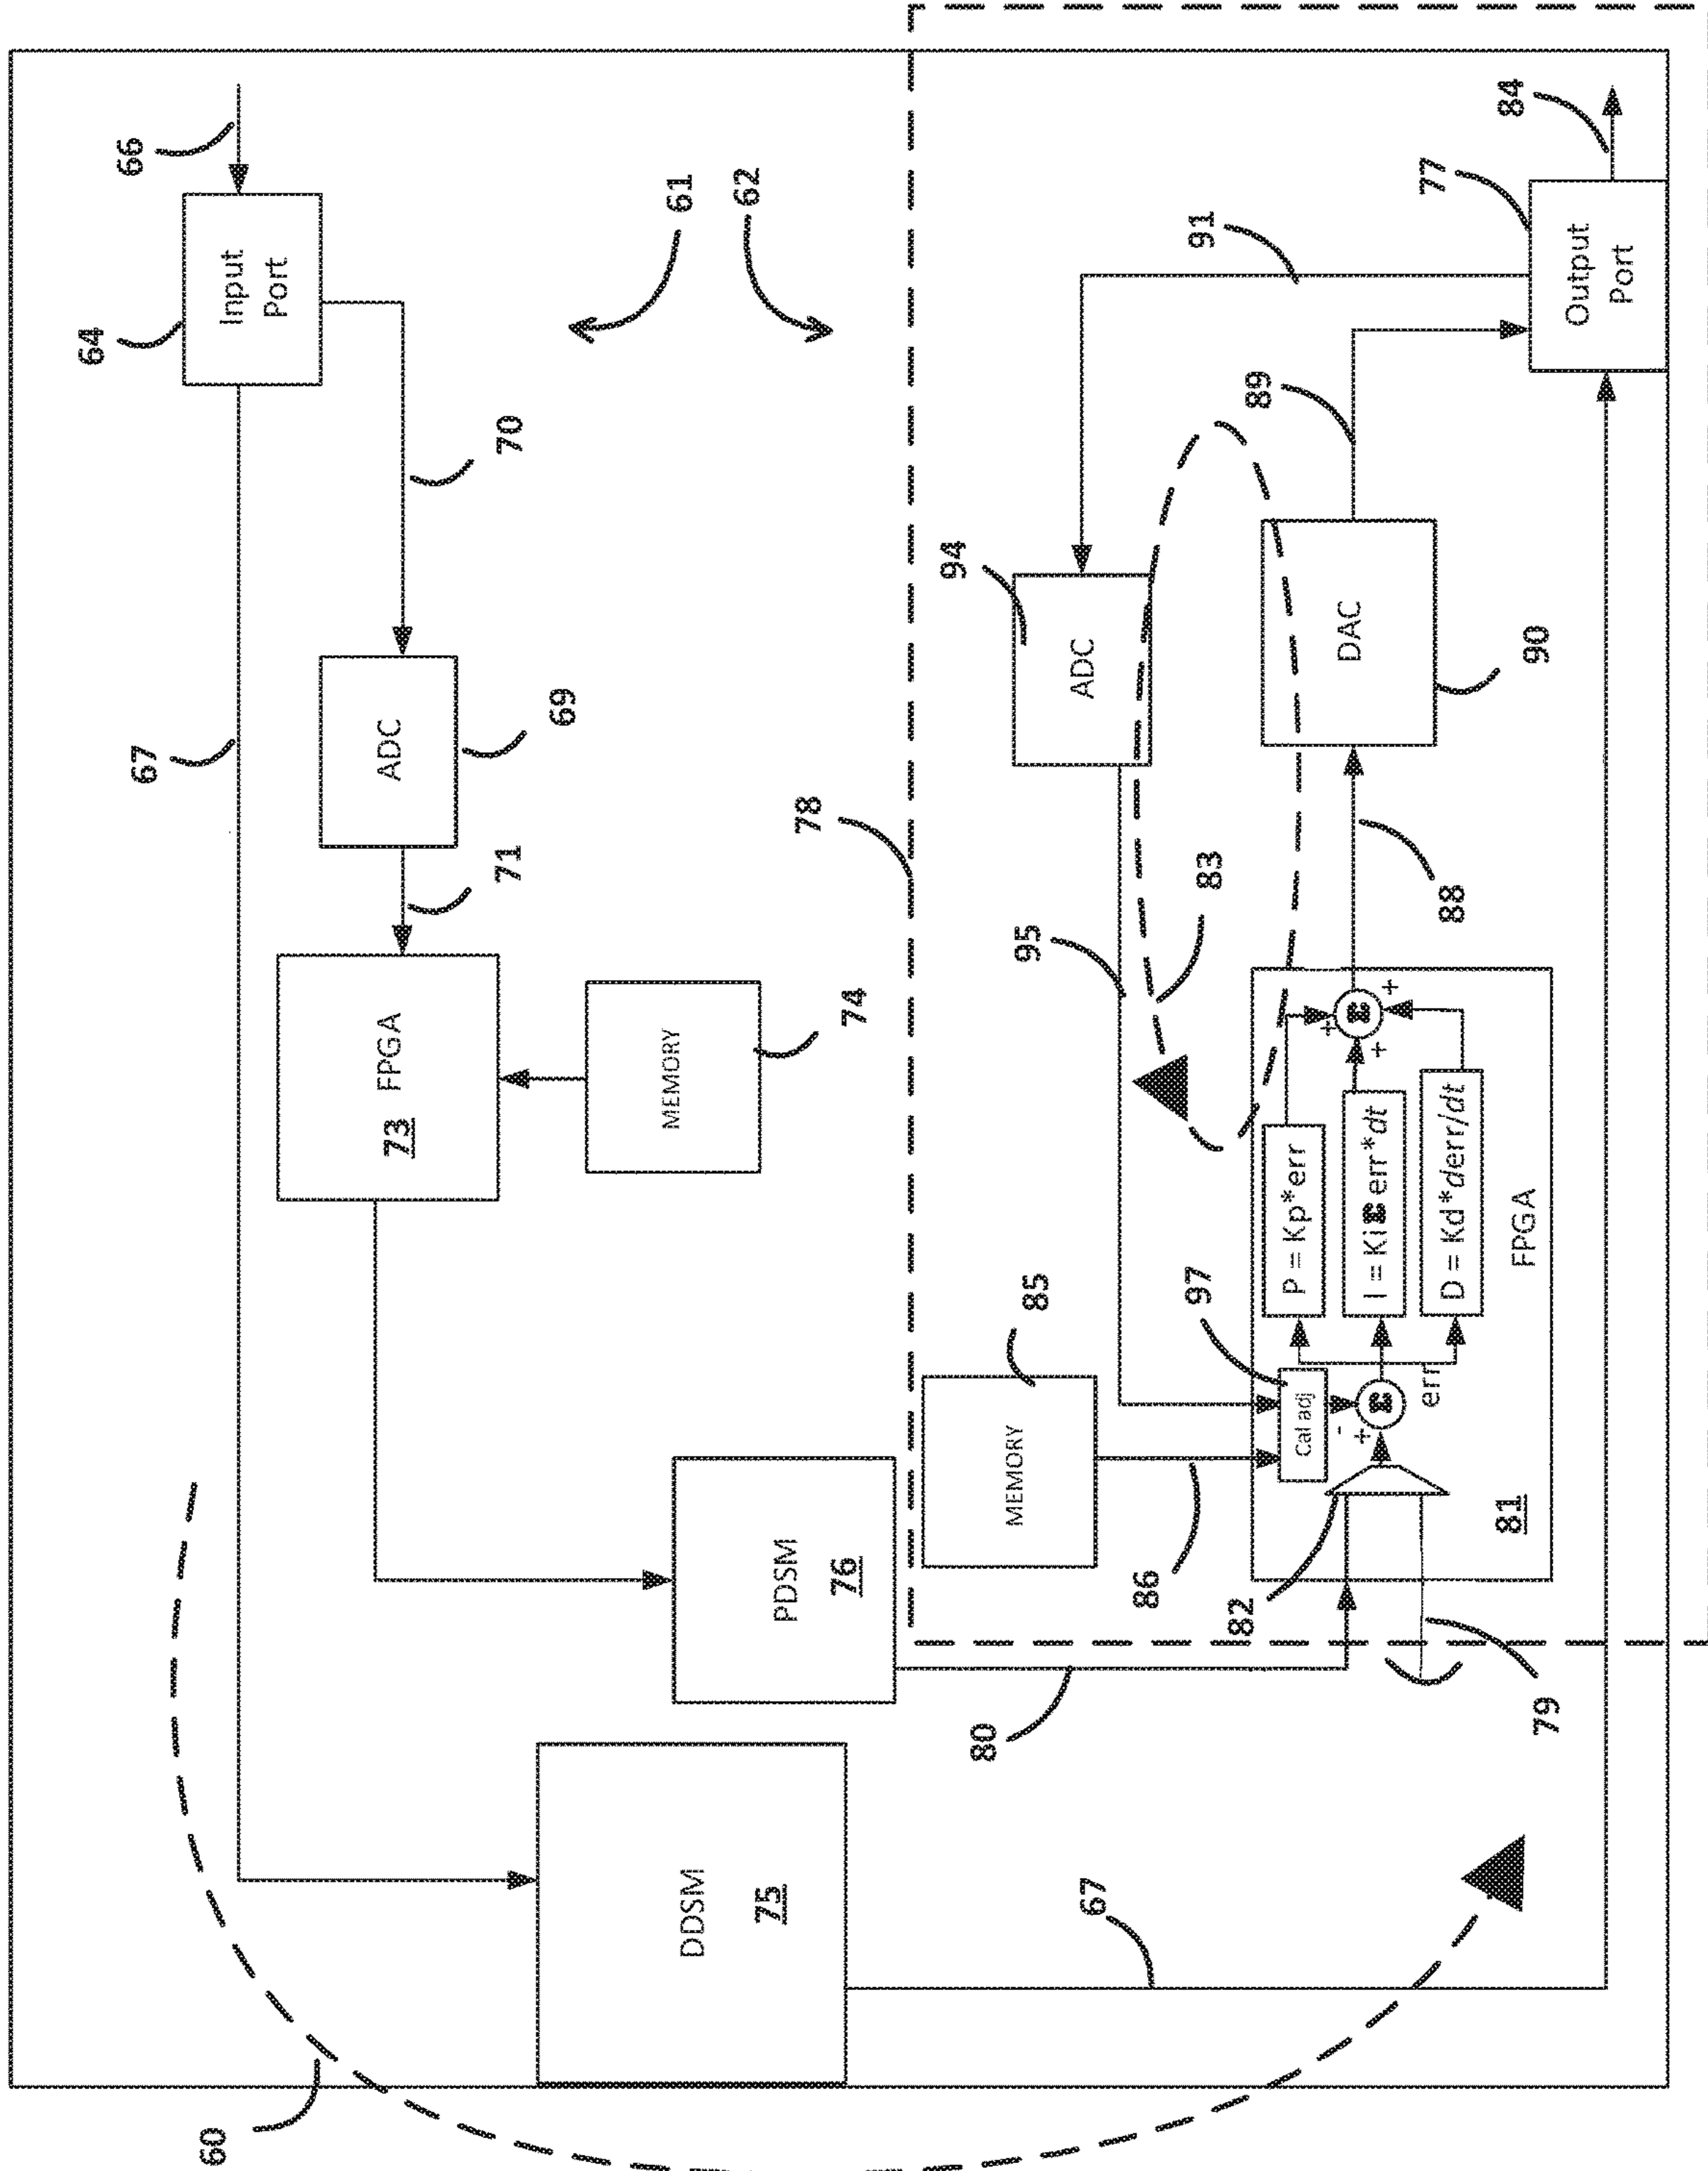 66
64
Input
Port
67
70
61
62
ADC
69
71
FPGA
73
MEMORY
74
78
PDSM
76
DDSM
75
60
67
80
79
MEMORY
85
86
82
97
Cal adj
-
+
err
P = Kp*err
I = KiΣerr*dt
D = Kd*derr/dt
Σ
Σ
+
+
+
FPGA
81
95
83
88
ADC
94
DAC
90
89
91
Output
Port
77
84